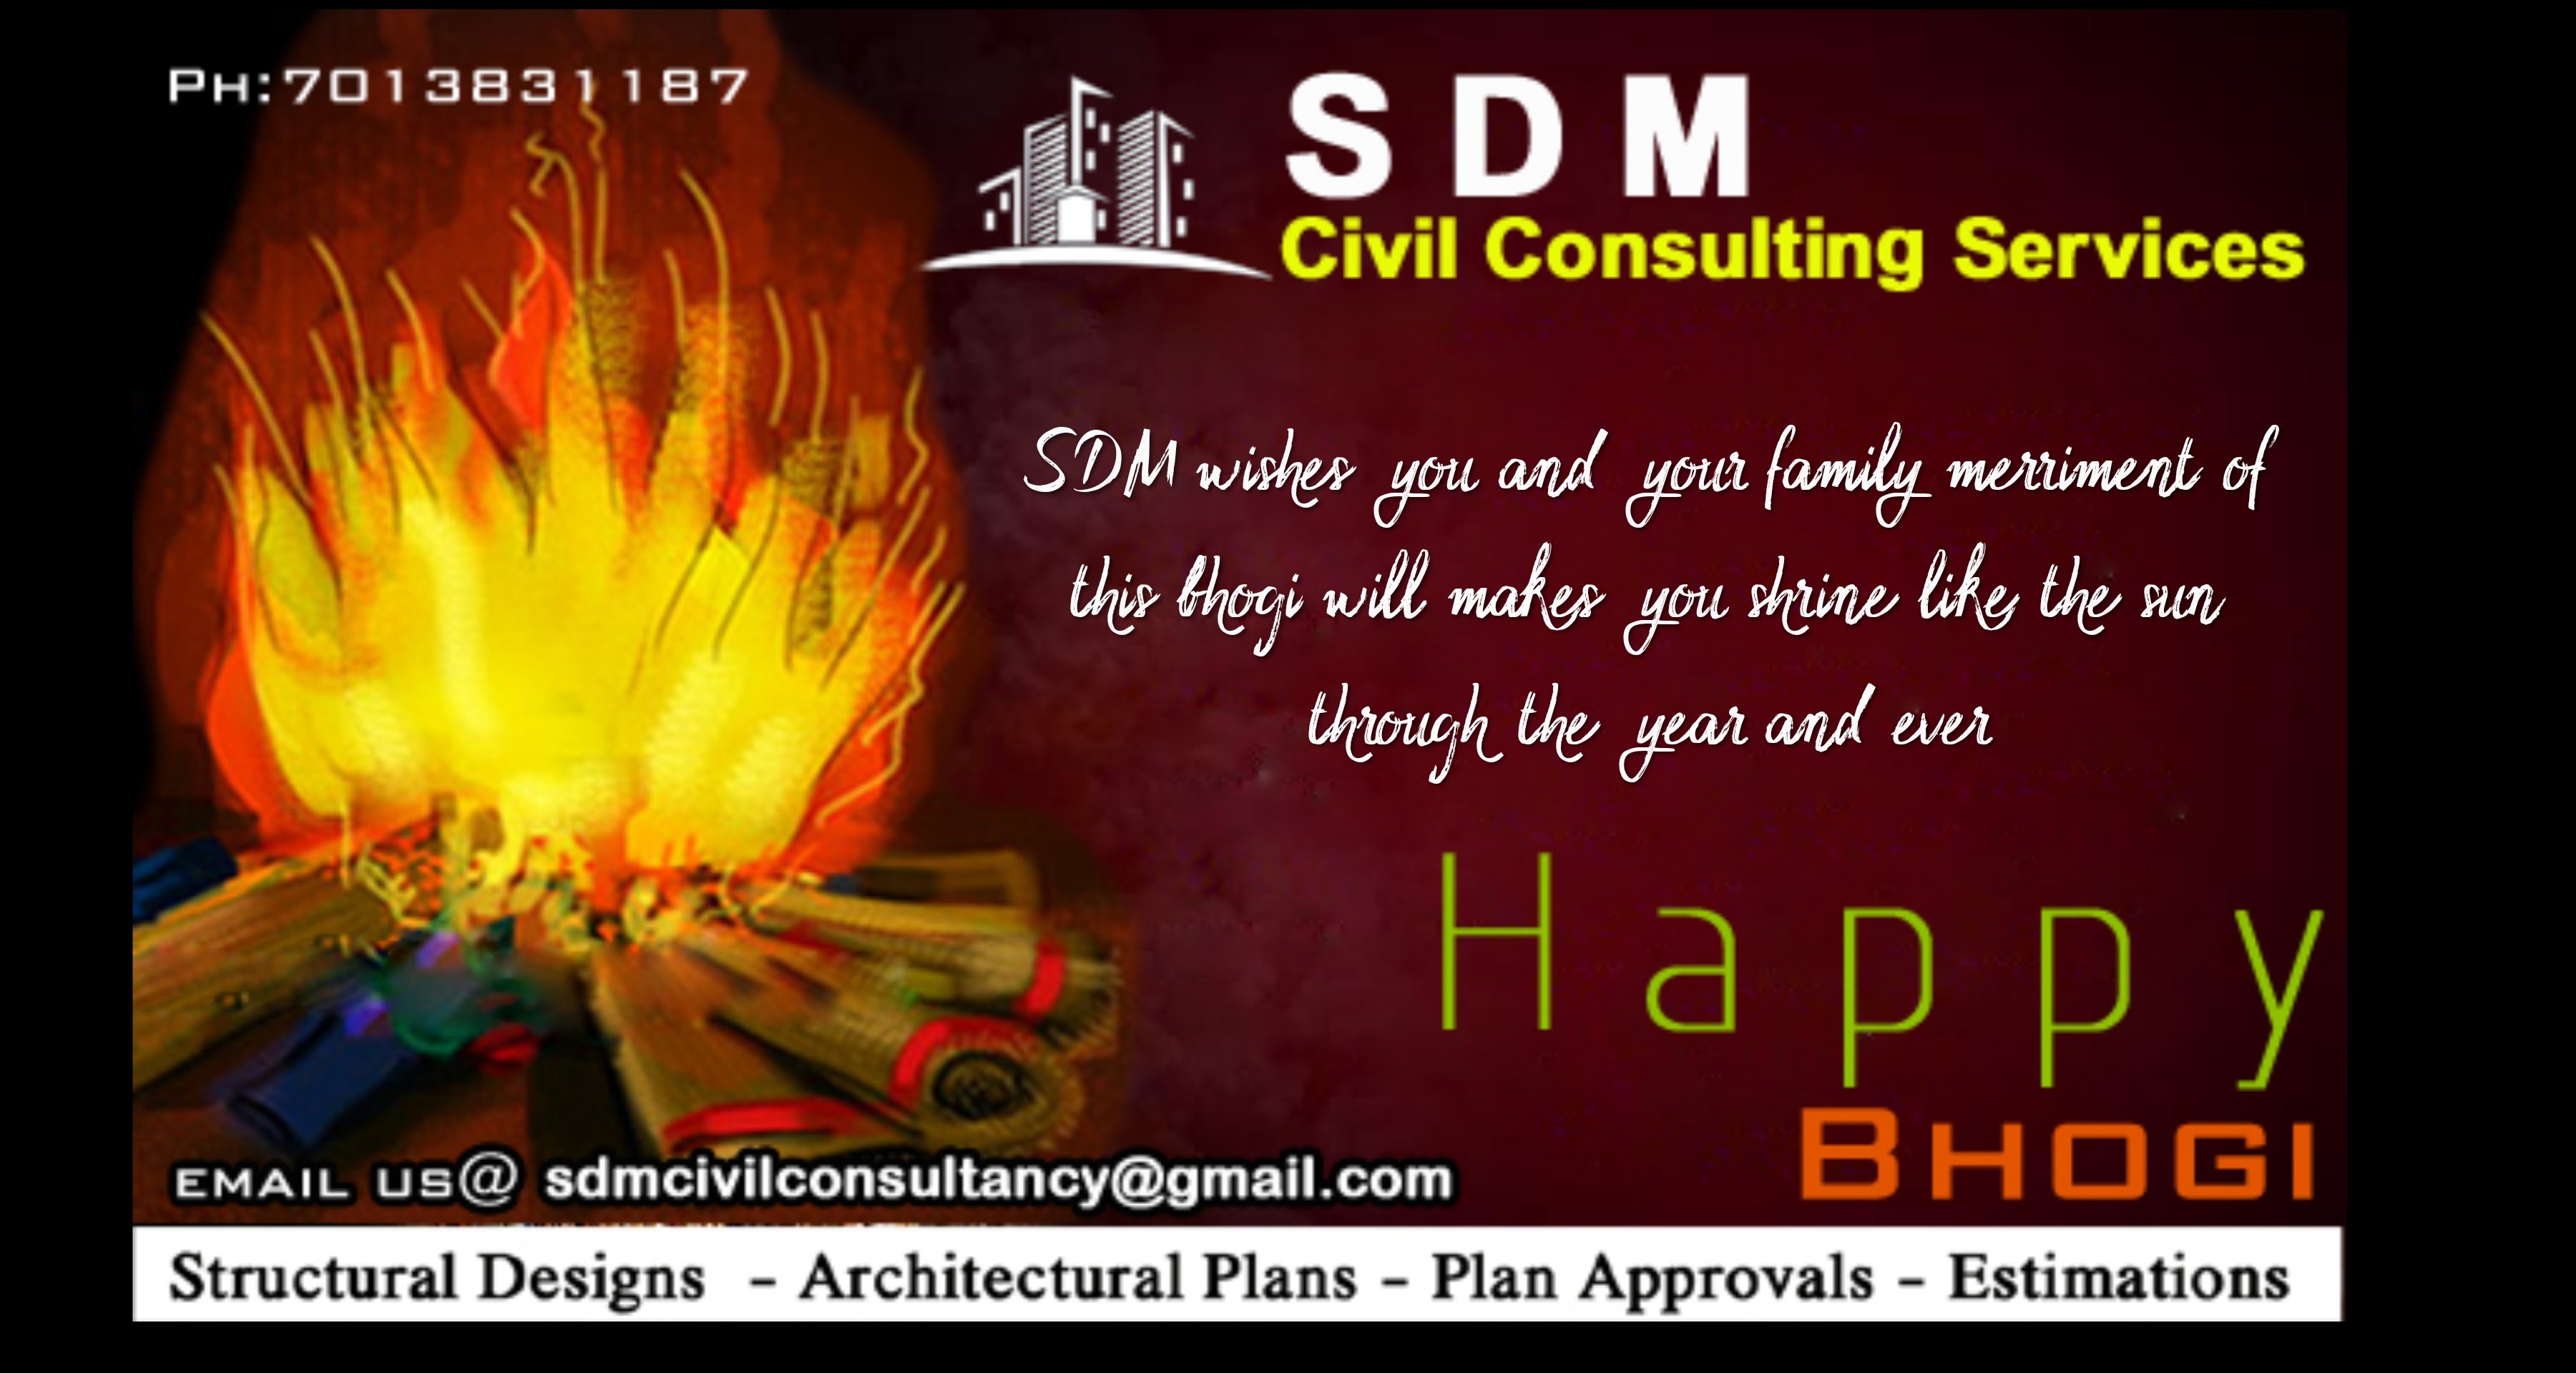 PH:7013831187
S D M
Civil Consulting Services
SDM wishes you and your family merriment of
this bhogi will makes you shrine like the sun
through the year and ever
Happy
BHOGI
EMAIL US@ sdmcivilconsultancy@gmail.com
Structural Designs - Architectural Plans - Plan Approvals - Estimations